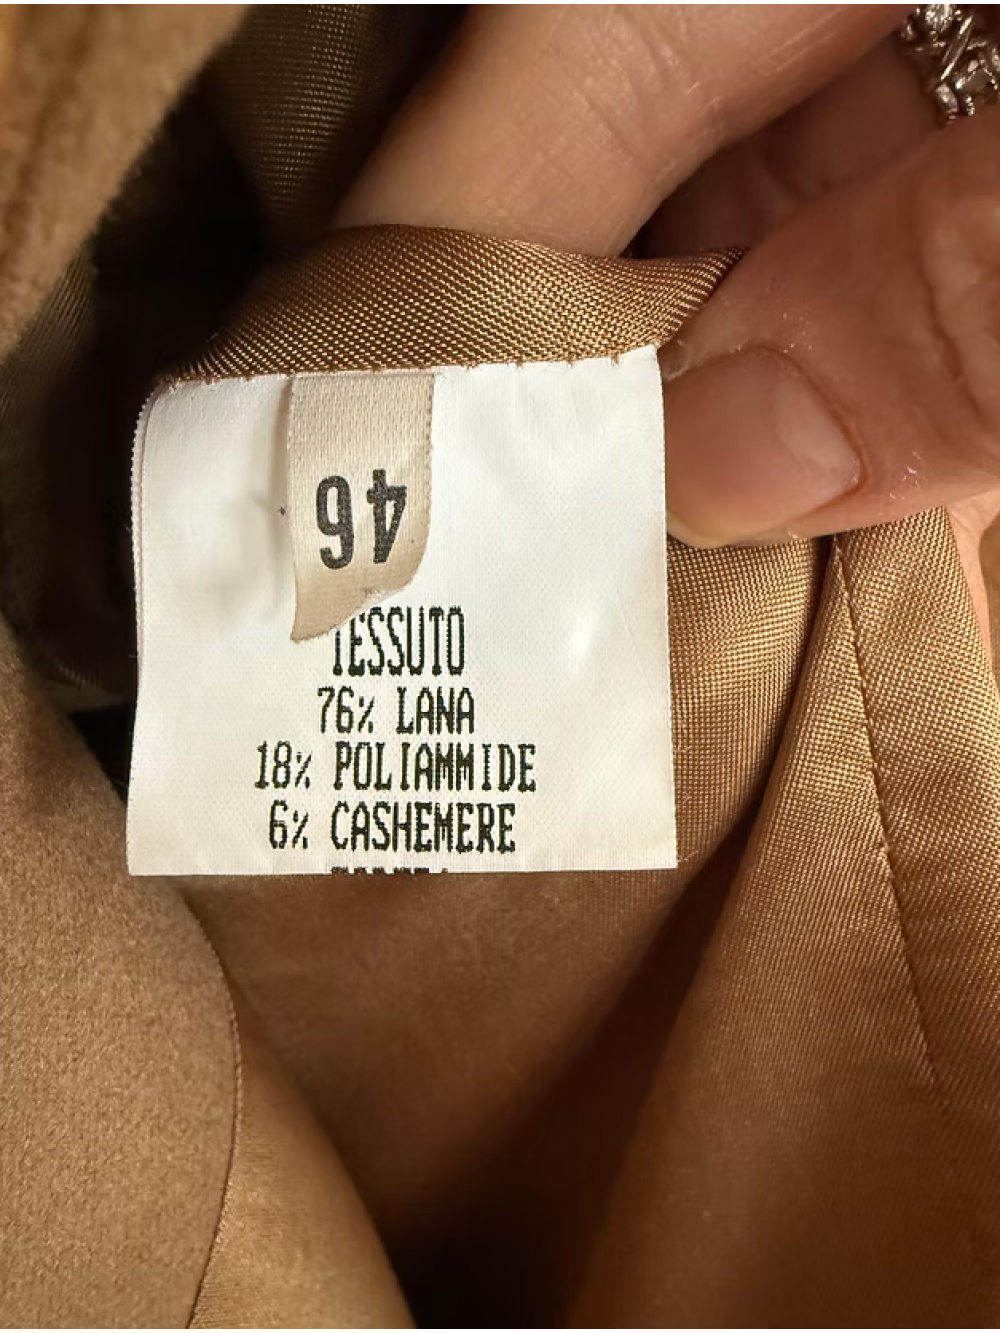 46
TESSUTO
76% LANA
18% POLIAMMIDE
6% CASHEMERE